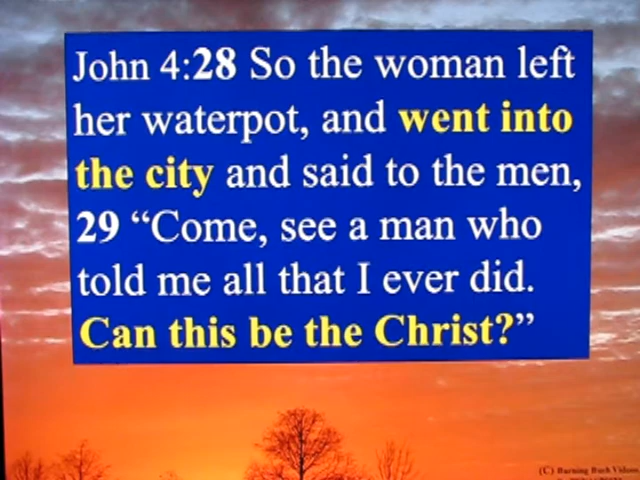 John 4:28 So the woman left
her waterpot, and went into
the city and said to the men,
29 “Come, see a man who
told me all that I ever did.
Can this be the Christ?”
(C) Burning Bush Videos